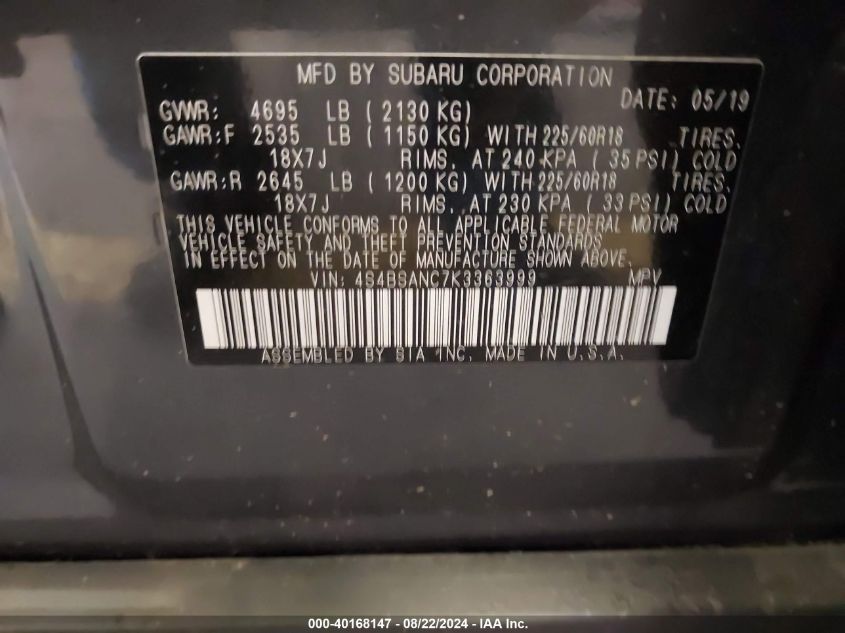 MFD BY SUBARU CORPORATION
DATE: 05/19
GVWR: 4695 LB ( 2130 KG)
GAWR:F 2535 LB ( 1150 KG) WITH 225/60R18 TIRES.
18X7J RIMS. AT 240 KPA ( 35 PSI) COLD
GAWR:R 2645 LB ( 1200 KG) WITH 225/60R18 TIRES.
18X7J RIMS. AT 230 KPA ( 33 PSI) COLD
THIS VEHICLE CONFORMS TO ALL APPLICABLE FEDERAL MOTOR
VEHICLE SAFETY AND THEFT PREVENTION STANDARDS
IN EFFECT ON THE DATE OF MANUFACTURE SHOWN ABOVE.
VIN: 4S4BSANC7K3363999 MPV
ASSEMBLED BY SIA INC. MADE IN U.S.A.
000-40168147 - 08/22/2024 - IAA Inc.